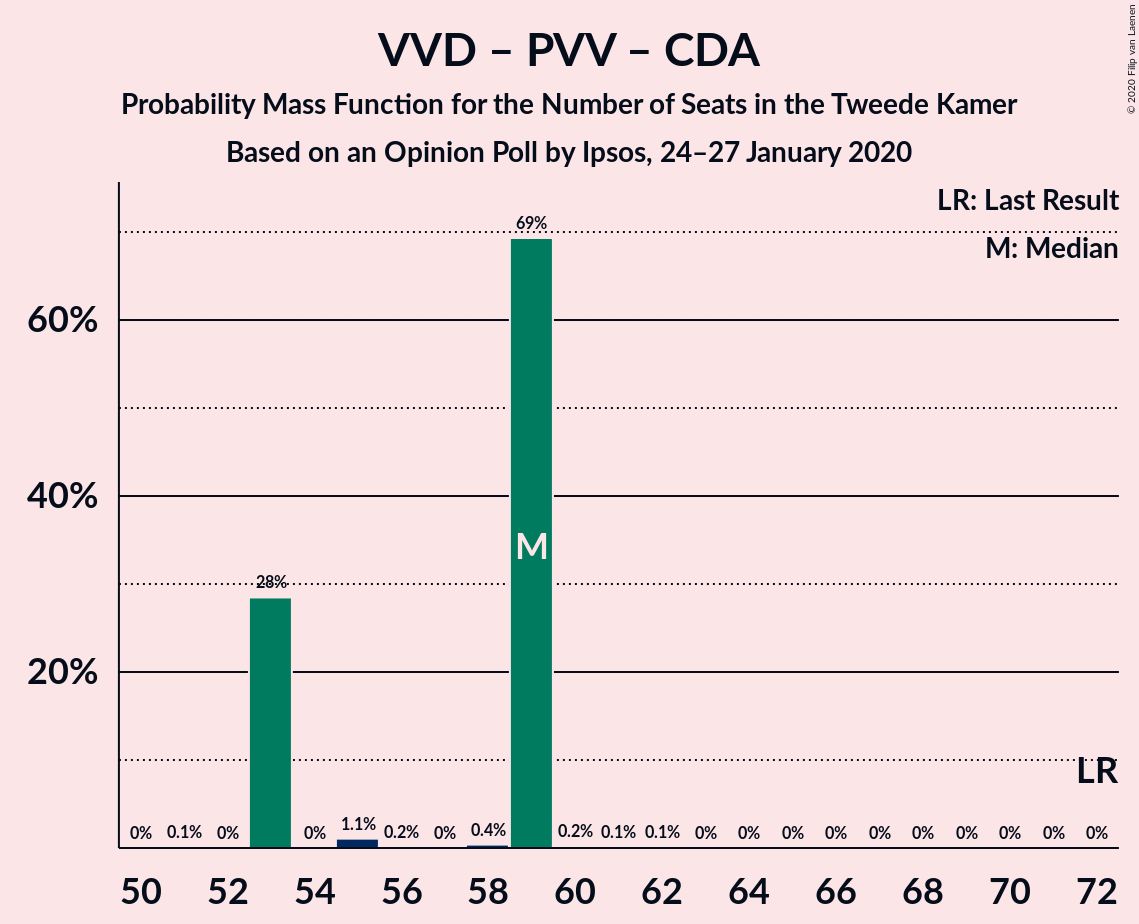 VVD – PVV – CDA
Probability Mass Function for the Number of Seats in the Tweede Kamer
Based on an Opinion Poll by Ipsos, 24–27 January 2020
© 2020 Filip van Laenen
LR: Last Result
M: Median
69%
60%
40%
M
28%
20%
LR
0% 0.1% 0% 0% 1.1% 0.2% 0% 0.4% 0.2% 0.1% 0.1% 0% 0% 0% 0% 0% 0% 0% 0% 0% 0%
50 52 54 56 58 60 62 64 66 68 70 72